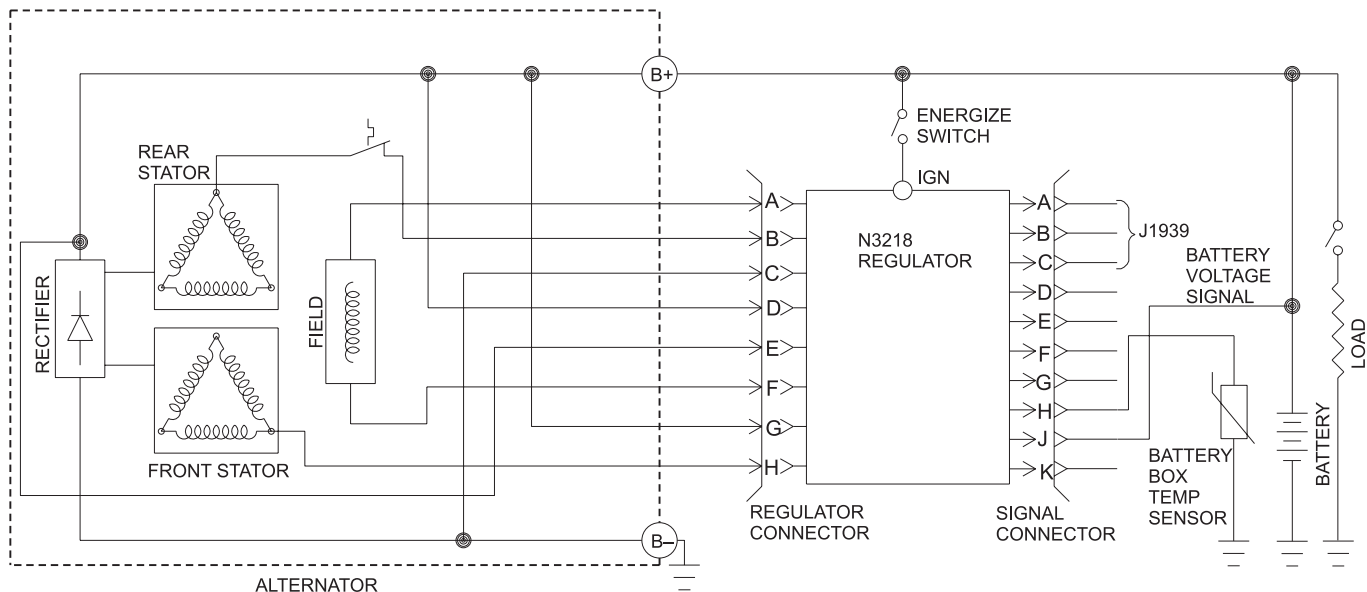 B+
ENERGIZE
SWITCH
REAR
STATOR
IGN
RECTIFIER
FIELD
FRONT STATOR
A
B
C
D
E
F
G
H
REGULATOR
CONNECTOR
N3218
REGULATOR
A
B
C
D
E
F
G
H
J
K
SIGNAL
CONNECTOR
J1939
BATTERY
VOLTAGE
SIGNAL
BATTERY
BOX
TEMP
SENSOR
BATTERY
LOAD
B–
ALTERNATOR